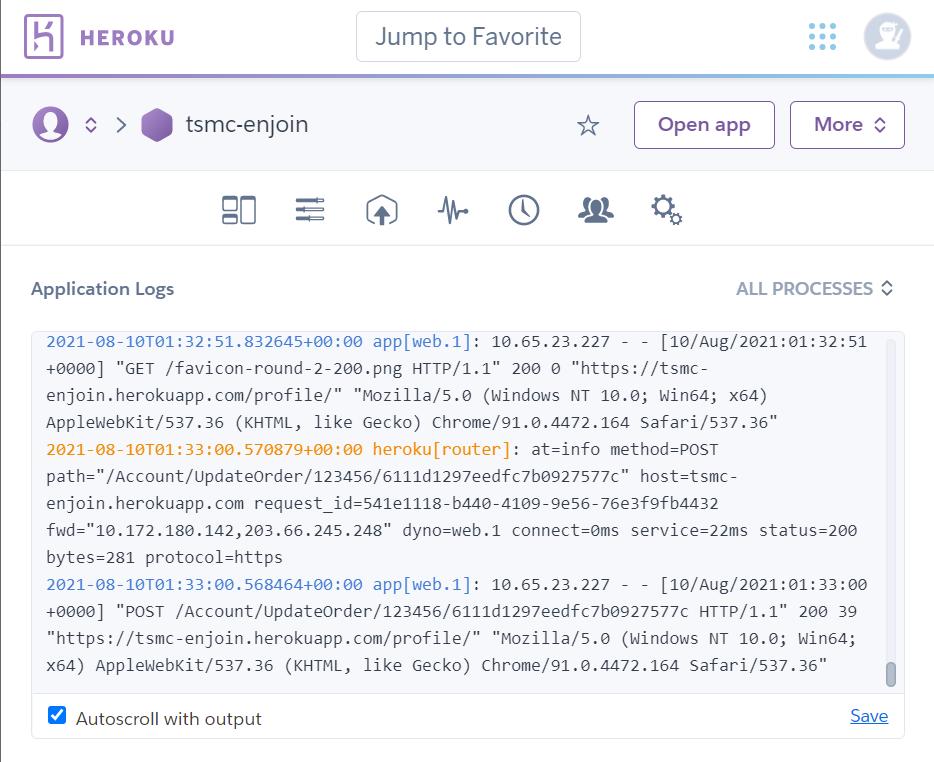 HEROKU
Jump to Favorite
tsmc-enjoin
Open app
More
Application Logs
ALL PROCESSES
2021-08-10T01:32:51.832645+00:00 app[web.1]: 10.65.23.227 - - [10/Aug/2021:01:32:51
+0000] "GET /favicon-round-2-200.png HTTP/1.1" 200 0 "https://tsmc-
enjoin.herokuapp.com/profile/" "Mozilla/5.0 (Windows NT 10.0; Win64; x64)
AppleWebKit/537.36 (KHTML, like Gecko) Chrome/91.0.4472.164 Safari/537.36"
2021-08-10T01:33:00.570879+00:00 heroku[router]: at=info method=POST
path="/Account/UpdateOrder/123456/6111d1297eedfc7b0927577c" host=tsmc-
enjoin.herokuapp.com request_id=541e1118-b440-4109-9e56-76e3f9fb4432
fwd="10.172.180.142,203.66.245.248" dyno=web.1 connect=0ms service=22ms status=200
bytes=281 protocol=https
2021-08-10T01:33:00.568464+00:00 app[web.1]: 10.65.23.227 - - [10/Aug/2021:01:33:00
+0000] "POST /Account/UpdateOrder/123456/6111d1297eedfc7b0927577c HTTP/1.1" 200 39
"https://tsmc-enjoin.herokuapp.com/profile/" "Mozilla/5.0 (Windows NT 10.0; Win64;
x64) AppleWebKit/537.36 (KHTML, like Gecko) Chrome/91.0.4472.164 Safari/537.36"
Autoscroll with output
Save